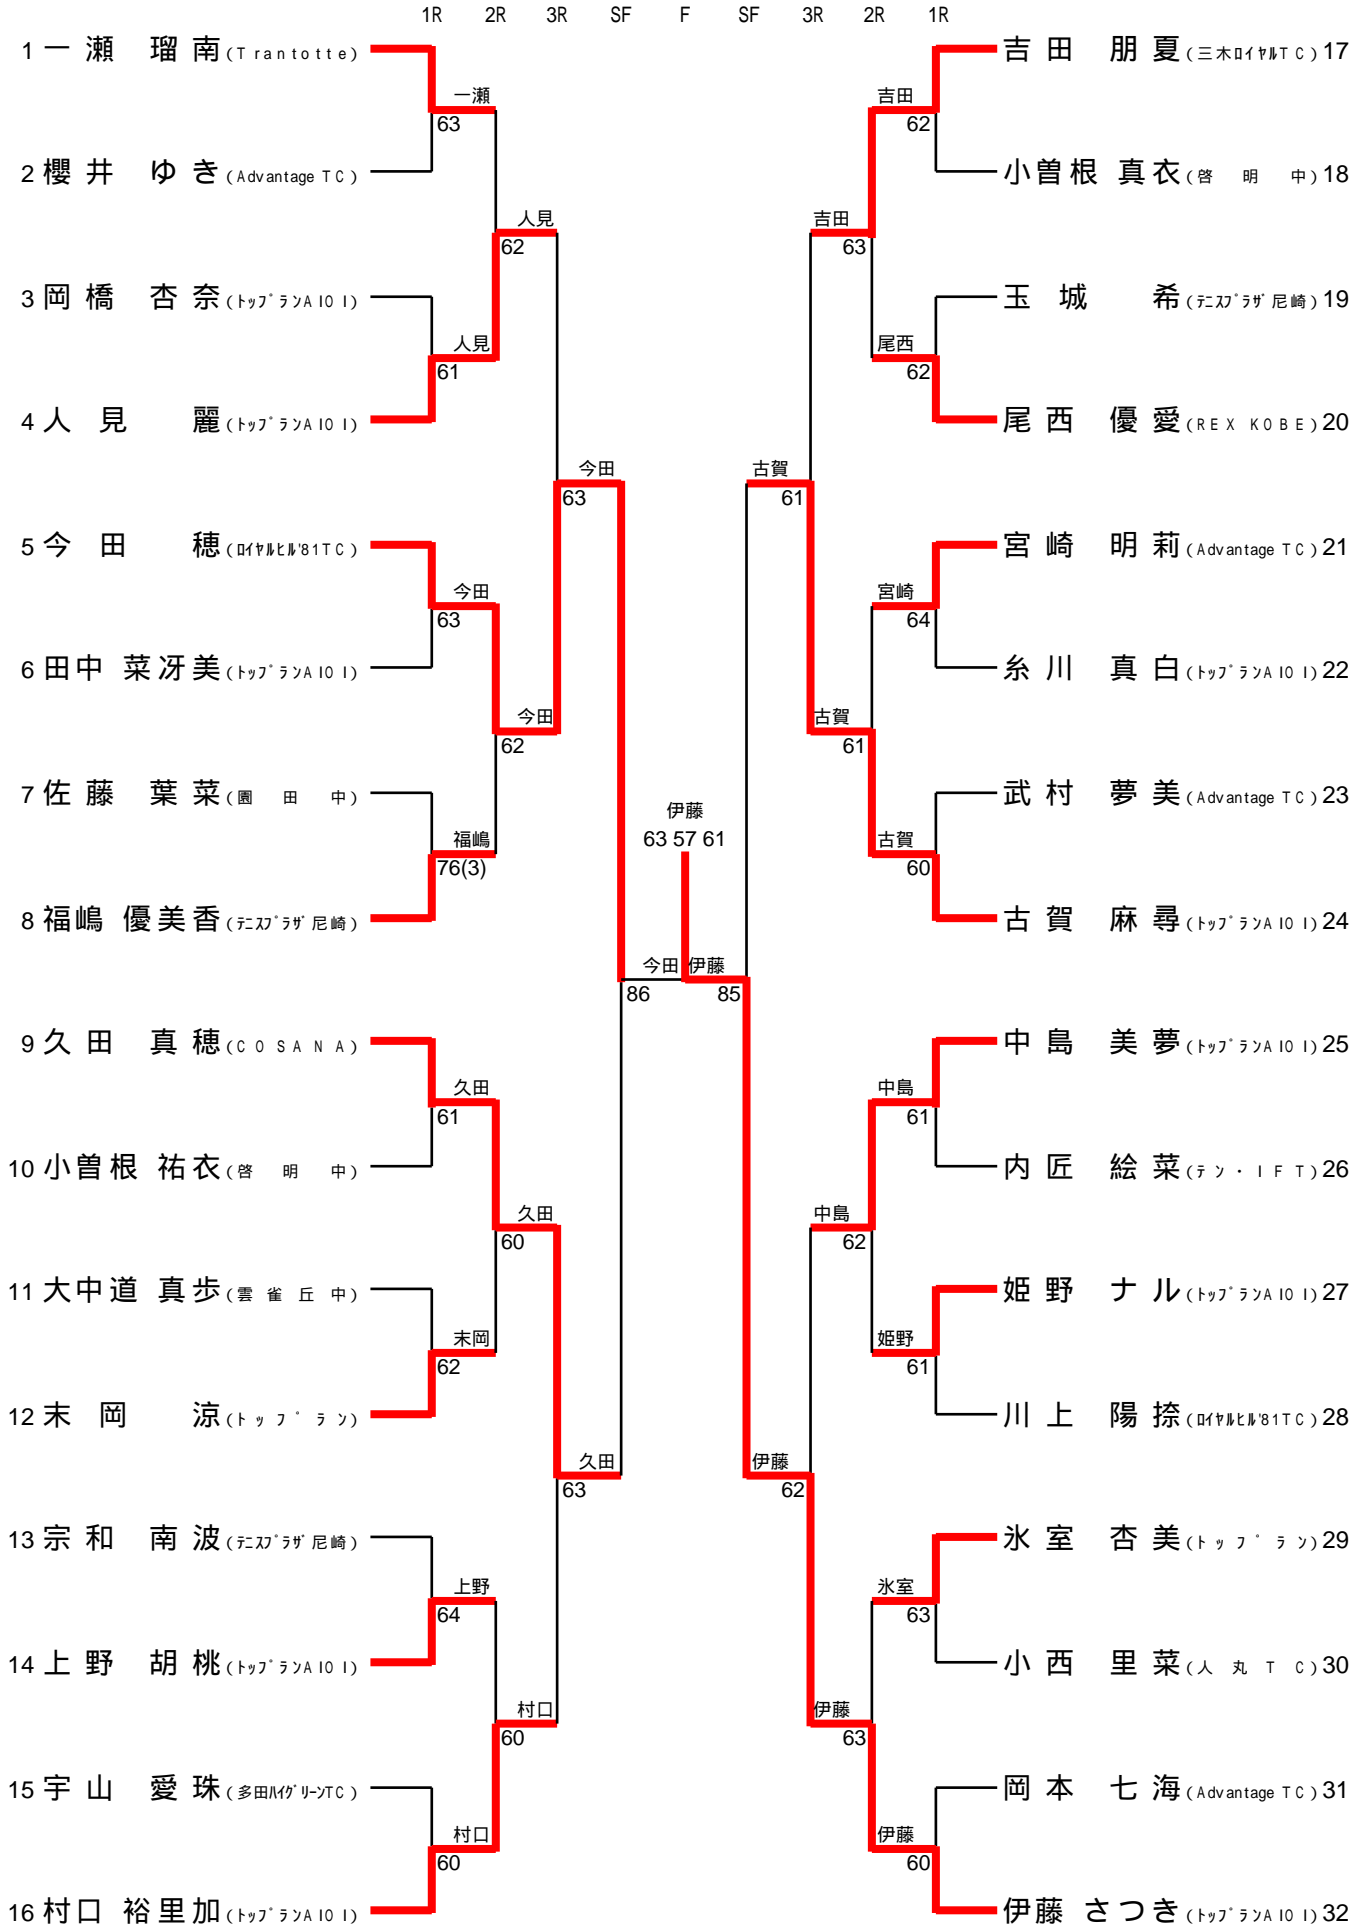 1R 2R 3R SF F SF 3R 2R 1R
1 一瀬 瑠南 (Trantotte)
吉田 朋夏 (三木ﾛｲﾔﾙTC) 17
一瀬
63
吉田
62
2 櫻井 ゆき (Advantage TC)
小曽根 真衣 (啓明中) 18
人見
62
吉田
63
3 岡橋 杏奈 (ﾄｯﾌﾟﾗﾝAIOI)
玉城 希 (ﾃﾆｽﾌﾟﾗｻﾞ尼崎) 19
人見
61
尾西
62
4 人見 麗 (ﾄｯﾌﾟﾗﾝAIOI)
尾西 優愛 (REX KOBE) 20
今田
63
古賀
61
5 今田 穂 (ﾛｲﾔﾙﾋﾙ'81TC)
宮崎 明莉 (Advantage TC) 21
今田
63
宮崎
64
6 田中 菜冴美 (ﾄｯﾌﾟﾗﾝAIOI)
糸川 真白 (ﾄｯﾌﾟﾗﾝAIOI) 22
今田
62
古賀
61
7 佐藤 葉菜 (園田中)
武村 夢美 (Advantage TC) 23
伊藤
63 57 61
福嶋
76(3)
古賀
60
8 福嶋 優美香 (ﾃﾆｽﾌﾟﾗｻﾞ尼崎)
古賀 麻尋 (ﾄｯﾌﾟﾗﾝAIOI) 24
今田 伊藤
86 85
9 久田 真穂 (COSANA)
中島 美夢 (ﾄｯﾌﾟﾗﾝAIOI) 25
久田
61
中島
61
10 小曽根 祐衣 (啓明中)
内匠 絵菜 (テン・IFT) 26
久田
60
中島
62
11 大中道 真歩 (雲雀丘中)
姫野 ナル (ﾄｯﾌﾟﾗﾝAIOI) 27
末岡
62
姫野
61
12 末岡 涼 (ﾄｯﾌﾟﾗﾝ)
川上 陽捺 (ﾛｲﾔﾙﾋﾙ'81TC) 28
久田
63
伊藤
62
13 宗和 南波 (ﾃﾆｽﾌﾟﾗｻﾞ尼崎)
氷室 杏美 (ﾄｯﾌﾟﾗﾝ) 29
上野
64
氷室
63
14 上野 胡桃 (ﾄｯﾌﾟﾗﾝAIOI)
小西 里菜 (人丸TC) 30
村口
60
伊藤
63
15 宇山 愛珠 (多田ﾊｲｸﾞﾘｰﾝTC)
岡本 七海 (Advantage TC) 31
村口
60
伊藤
60
16 村口 裕里加 (ﾄｯﾌﾟﾗﾝAIOI)
伊藤 さつき (ﾄｯﾌﾟﾗﾝAIOI) 32